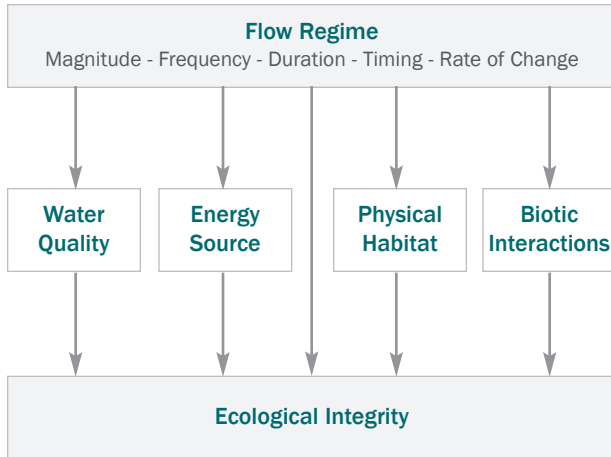 Flow Regime
Magnitude - Frequency - Duration - Timing - Rate of Change
Water
Quality
Energy
Source
Physical
Habitat
Biotic
Interactions
Ecological Integrity